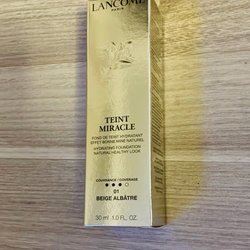 LANCÔME
PARIS
TEINT
MIRACLE
FOND DE TEINT HYDRATANT
EFFET BONNE MINE NATUREL
HYDRATING FOUNDATION
NATURAL HEALTHY LOOK
COUVRANCE / COVERAGE
01
BEIGE ALBÂTRE
30 ml 1.0 FL. OZ.